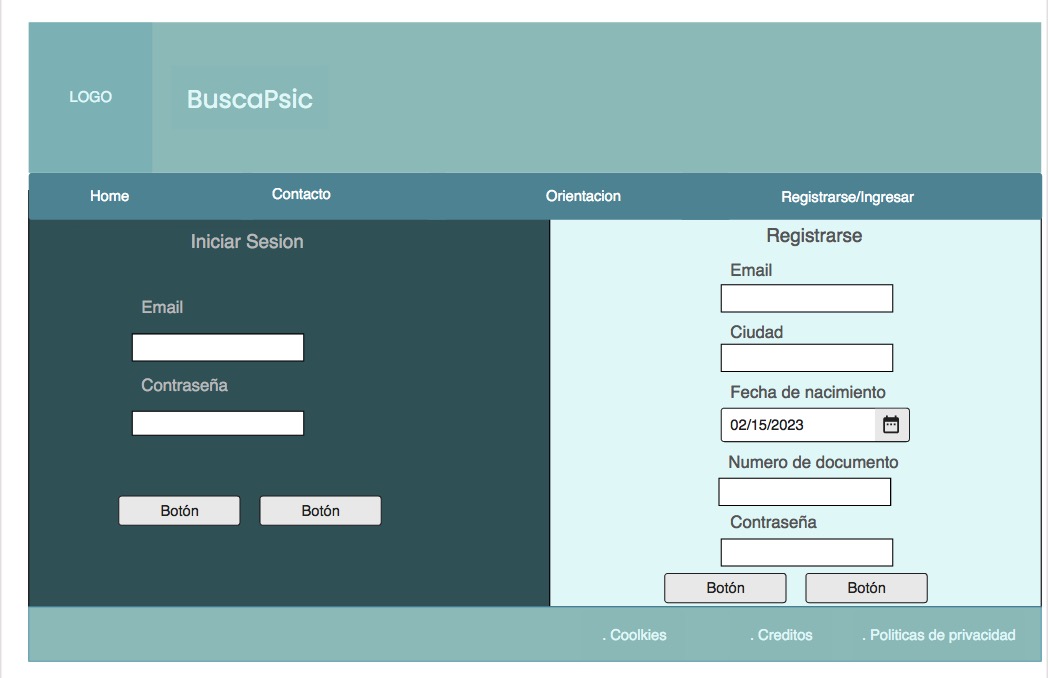 LOGO
BuscaPsic
Home
Contacto
Orientacion
Registrarse/Ingresar
Iniciar Sesion
Email
Contraseña
Botón
Botón
Registrarse
Email
Ciudad
Fecha de nacimiento
02/15/2023
Numero de documento
Contraseña
Botón
Botón
. Coolkies
. Creditos
. Politicas de privacidad